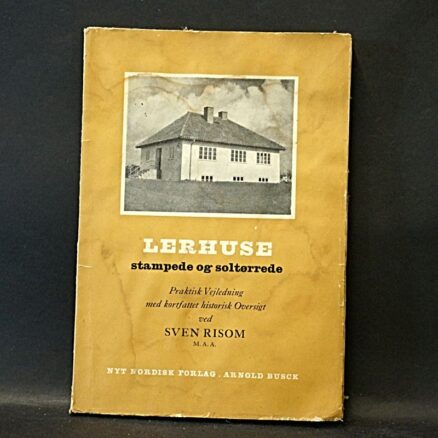 LERHUSE
stampede og soltørrede
Praktisk Vejledning
med kortfattet historisk Oversigt
ved
SVEN RISOM
M. A. A.
NYT NORDISK FORLAG . ARNOLD BUSCK